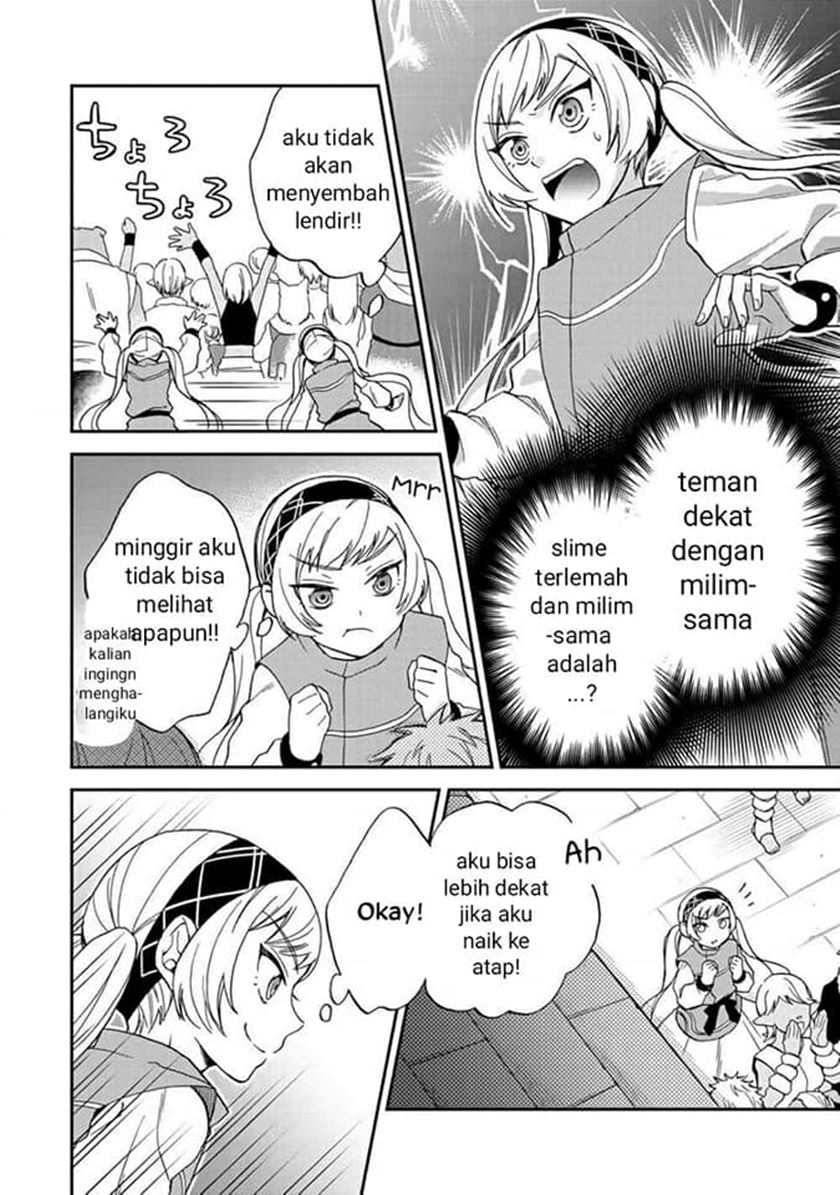 teman
dekat
dengan
milim-
sama
slime
terlemah
dan milim
-sama
adalah
...?
aku tidak
akan
menyembah
lendir!!
ちょろ
ちょろ
Mrr
minggir aku
tidak bisa
melihat
apapun!!
apakah
kalian
ingingn
mengha-
langiku
Ah
aku bisa
lebih dekat
jika aku
naik ke
atap!
Okay!